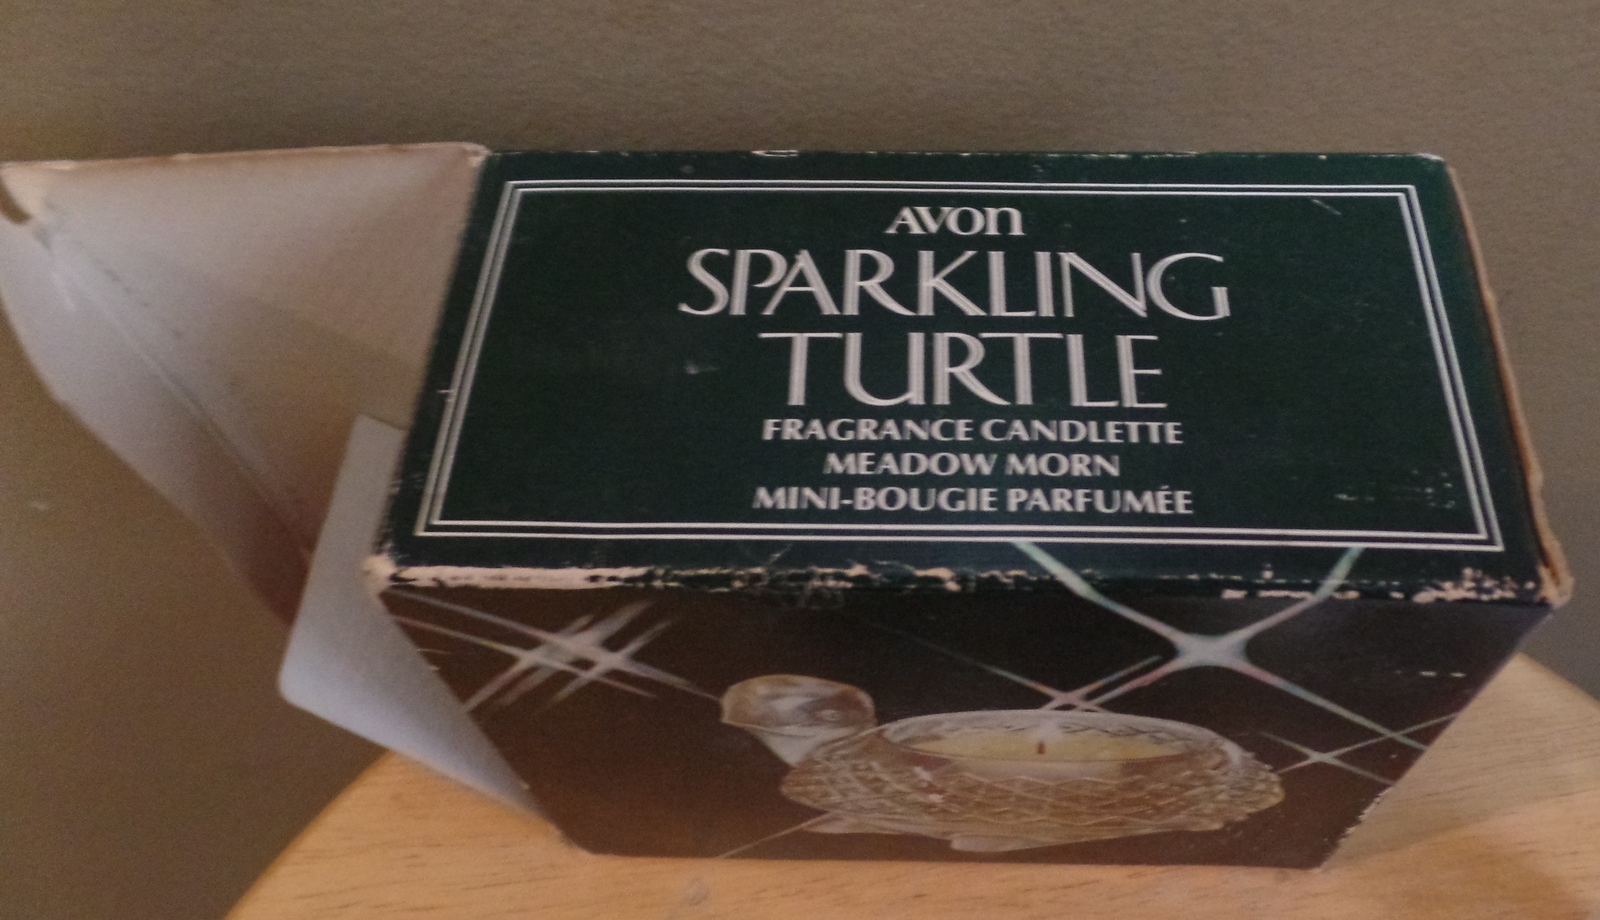 AVON
SPARKLING
TURTLE
FRAGRANCE CANDLETTE
MEADOW MORN
MINI-BOUGIE PARFUMÉE